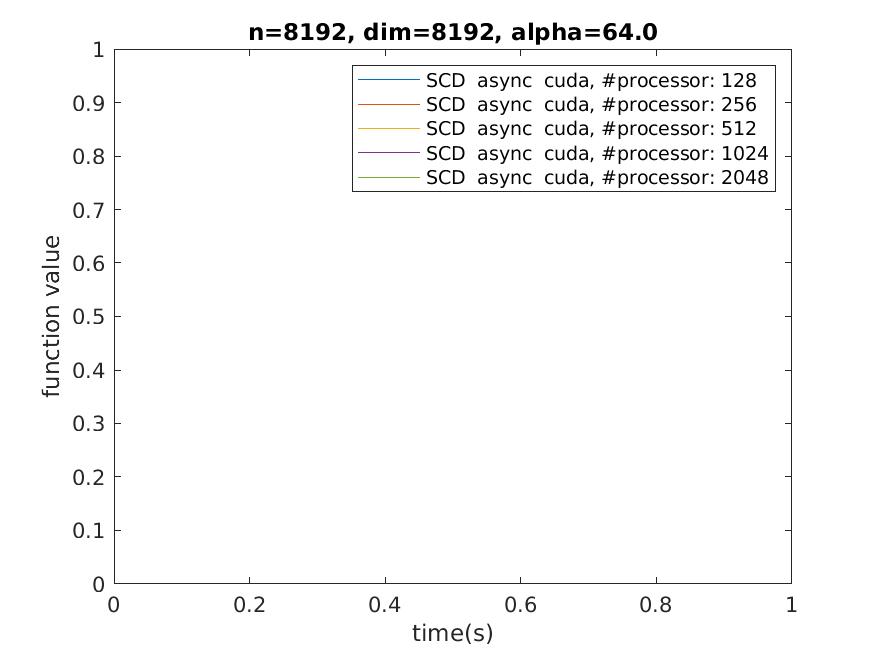 n=8192, dim=8192, alpha=64.0
1
0.9
0.8
0.7
0.6
0.5
0.4
0.3
0.2
0.1
0
function value
SCD  async  cuda, #processor: 128
SCD  async  cuda, #processor: 256
SCD  async  cuda, #processor: 512
SCD  async  cuda, #processor: 1024
SCD  async  cuda, #processor: 2048
0 0.2 0.4 0.6 0.8 1
time(s)